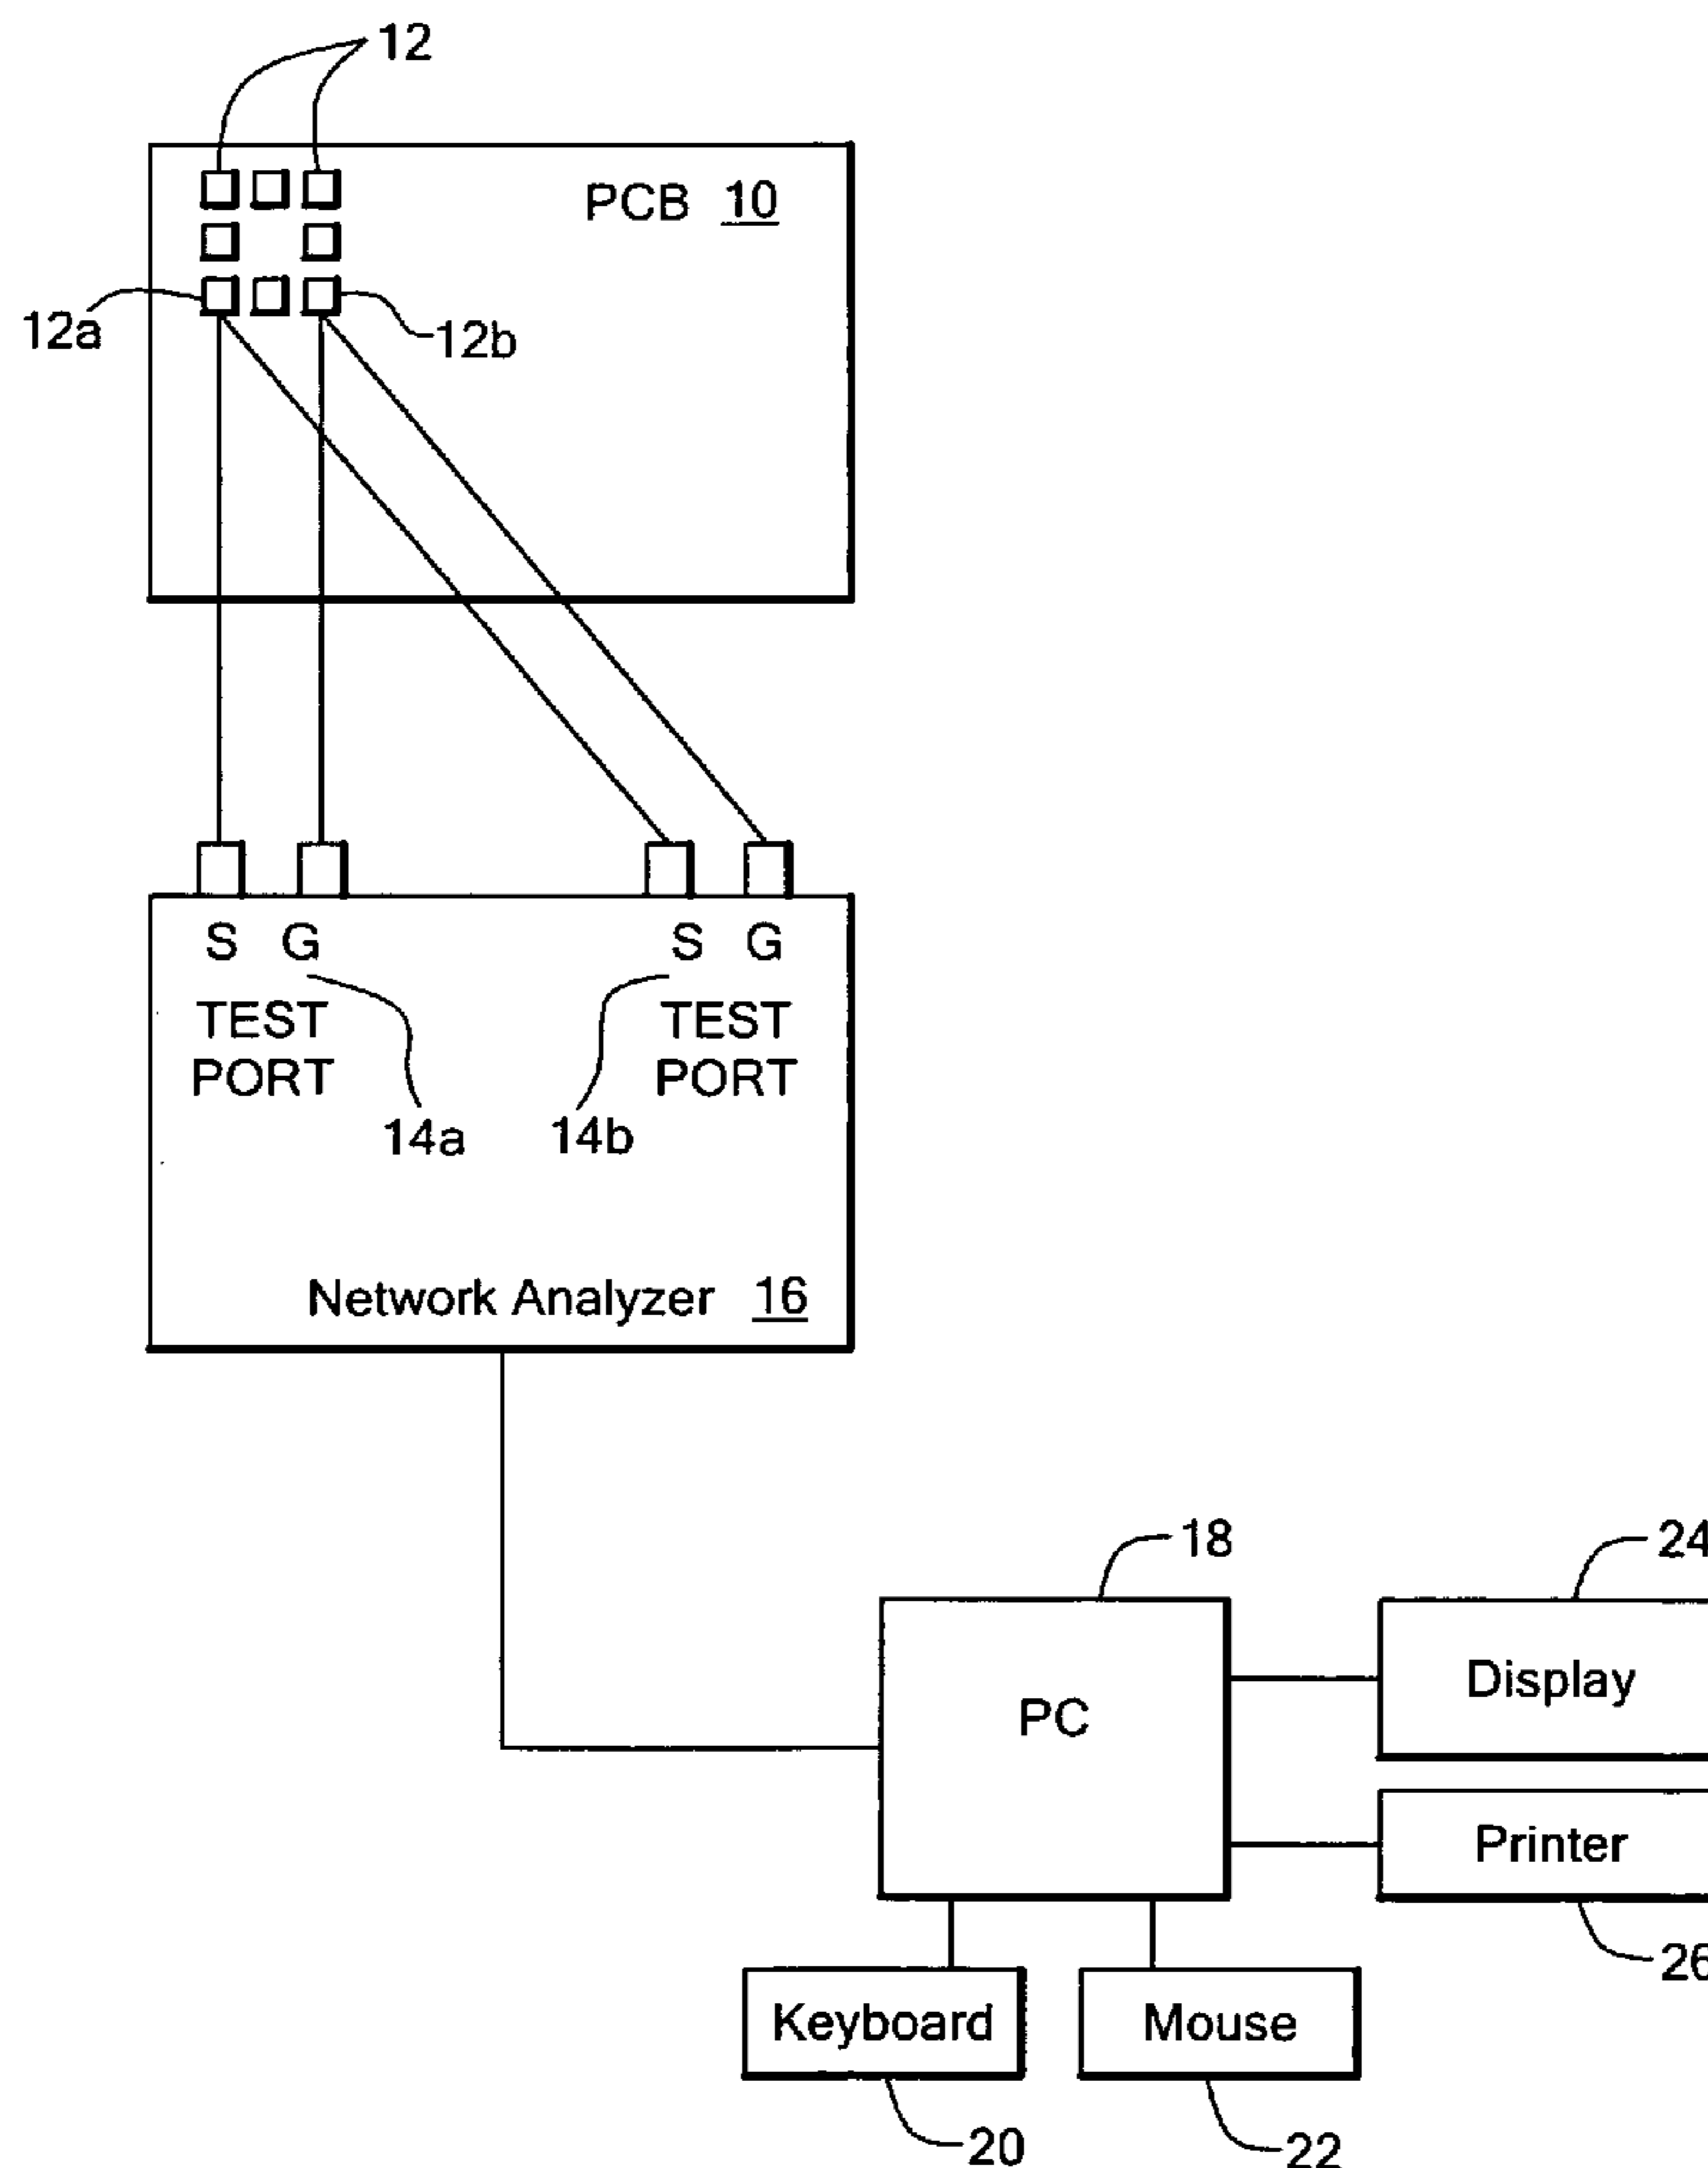 12
PCB 10
12a
12b
S G S G
TEST PORT
TEST PORT
14a
14b
Network Analyzer 16
18
24
PC
Display
Printer
26
Keyboard
Mouse
20
22